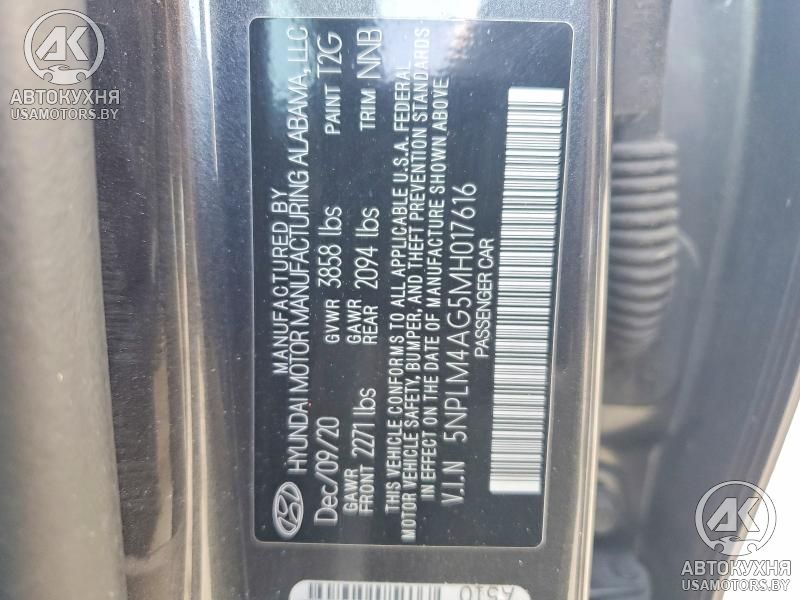 MANUFACTURED BY
HYUNDAI MOTOR MANUFACTURING ALABAMA, LLC
Dec/09/20 GVWR 3858 lbs PAINT T2G
GAWR FRONT 2271 lbs GAWR REAR 2094 lbs TRIM NNB
THIS VEHICLE CONFORMS TO ALL APPLICABLE U.S.A. FEDERAL
MOTOR VEHICLE SAFETY, BUMPER, AND THEFT PREVENTION STANDARDS
IN EFFECT ON THE DATE OF MANUFACTURE SHOWN ABOVE
V.I.N 5NPLM4AG5MH017616
PASSENGER CAR
AK
АВТОКУХНЯ
USAMOTORS.BY
AK
АВТОКУХНЯ
USAMOTORS.BY